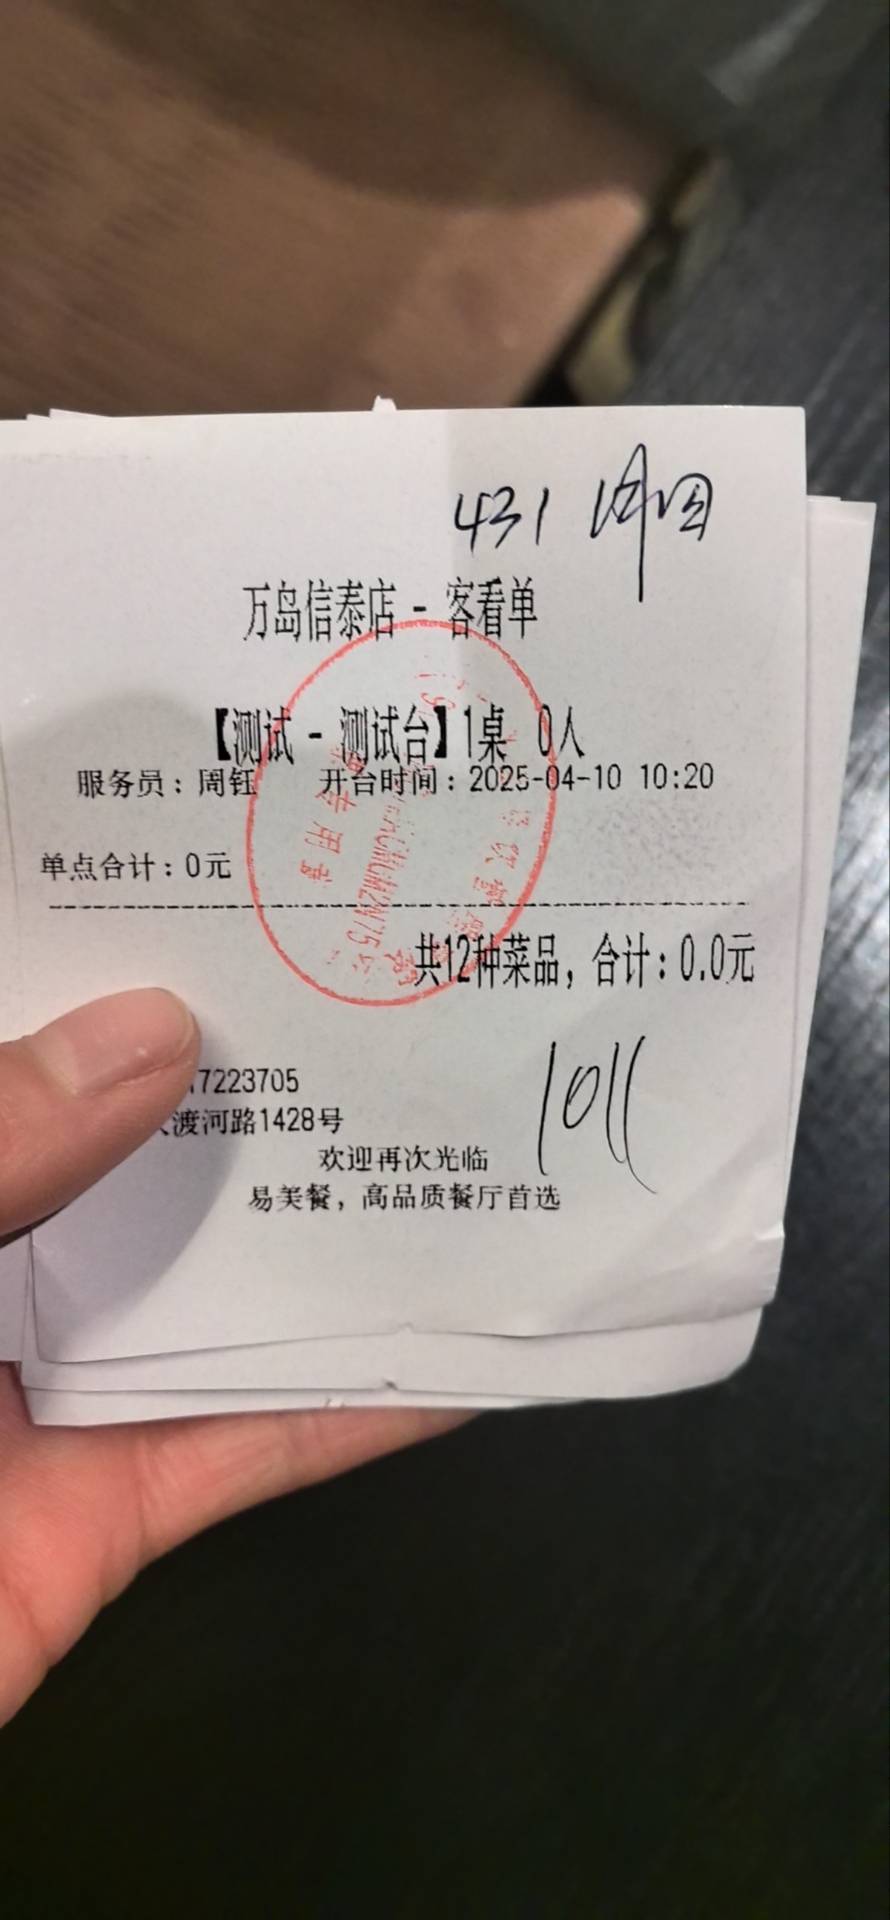 431
万岛信泰店 - 客看单
【测试 - 测试台】1桌 0人
服务员：周钰 开台时间：2025-04-10 10:20
单点合计：0元
共12种菜品，合计：0.0元
17223705
渡河路1428号
1011
欢迎再次光临
易美餐，高品质餐厅首选
专用章